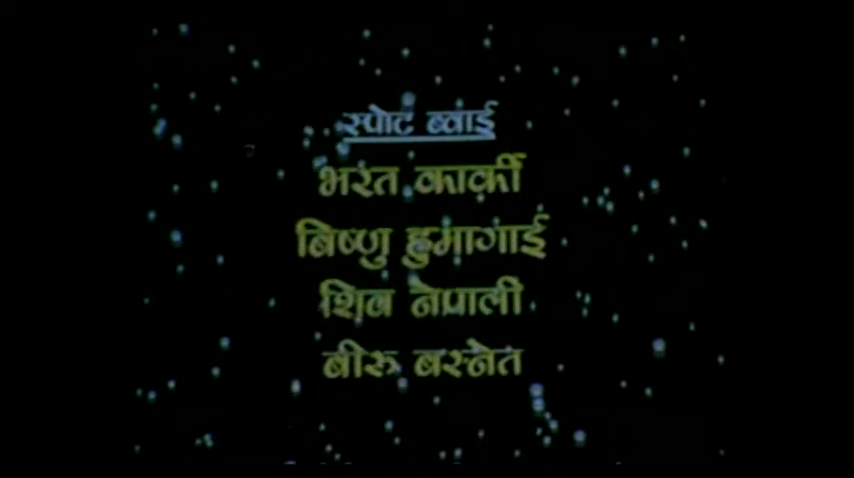 स्पोट ब्वाई
भरत कार्की
बिष्णु हुमागाई
शिव नेपाली
बीरु बस्नेत